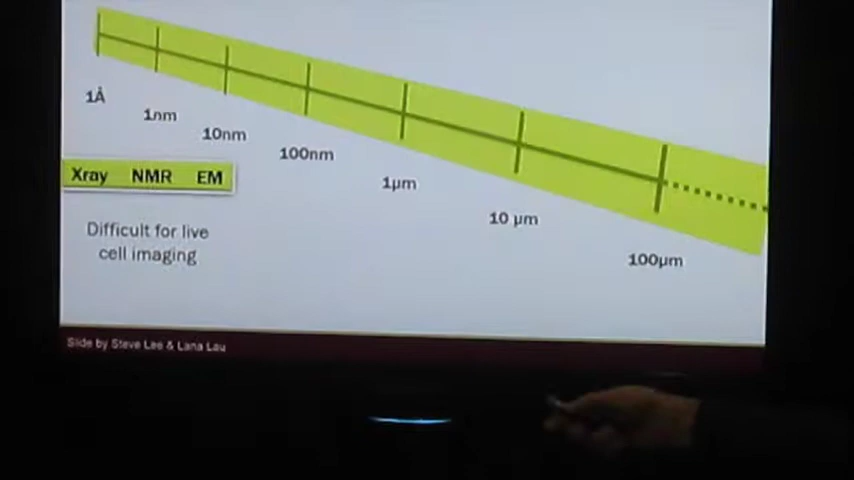 1Å
1nm
10nm
100nm
1µm
10 µm
100µm
Xray NMR EM
Difficult for live
cell imaging
Slide by Steve Lee & Lana Lau